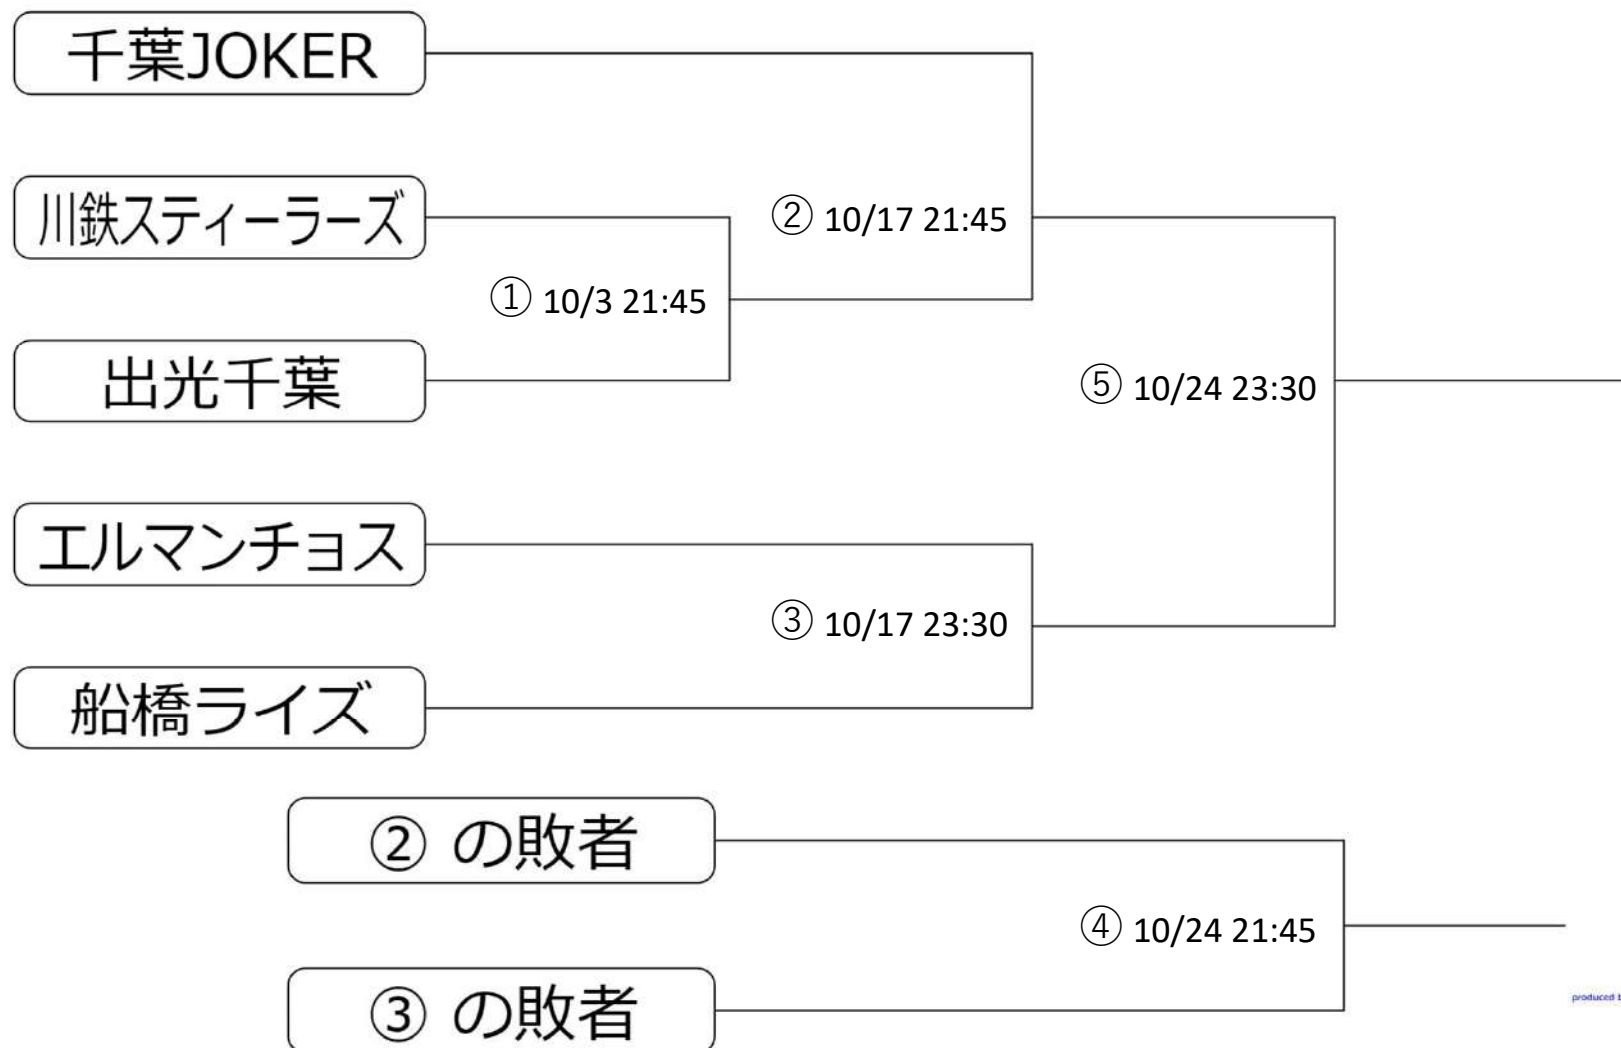 千葉JOKER
川鉄スティーラーズ
② 10/17 21:45
① 10/3 21:45
出光千葉
⑤ 10/24 23:30
エルマンチョス
③ 10/17 23:30
船橋ライズ
② の敗者
④ 10/24 21:45
③ の敗者
produced b